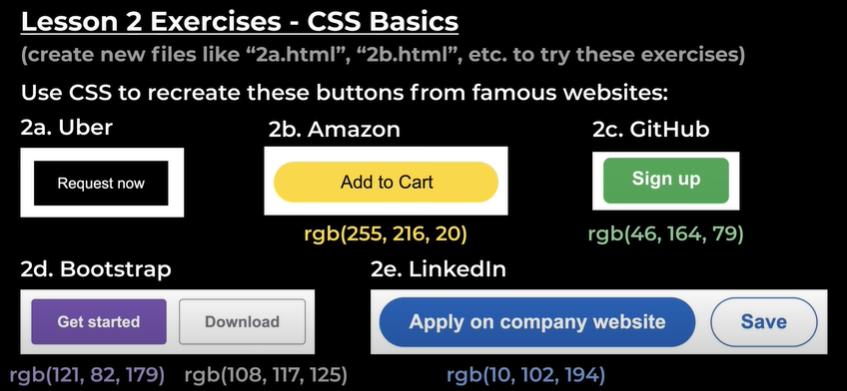 Lesson 2 Exercises - CSS Basics
(create new files like “2a.html”, “2b.html”, etc. to try these exercises)
Use CSS to recreate these buttons from famous websites:
2a. Uber
2b. Amazon
2c. GitHub
Request now
Add to Cart
Sign up
rgb(255, 216, 20)
rgb(46, 164, 79)
2d. Bootstrap
2e. LinkedIn
Get started
Download
Apply on company website
Save
rgb(121, 82, 179)
rgb(108, 117, 125)
rgb(10, 102, 194)